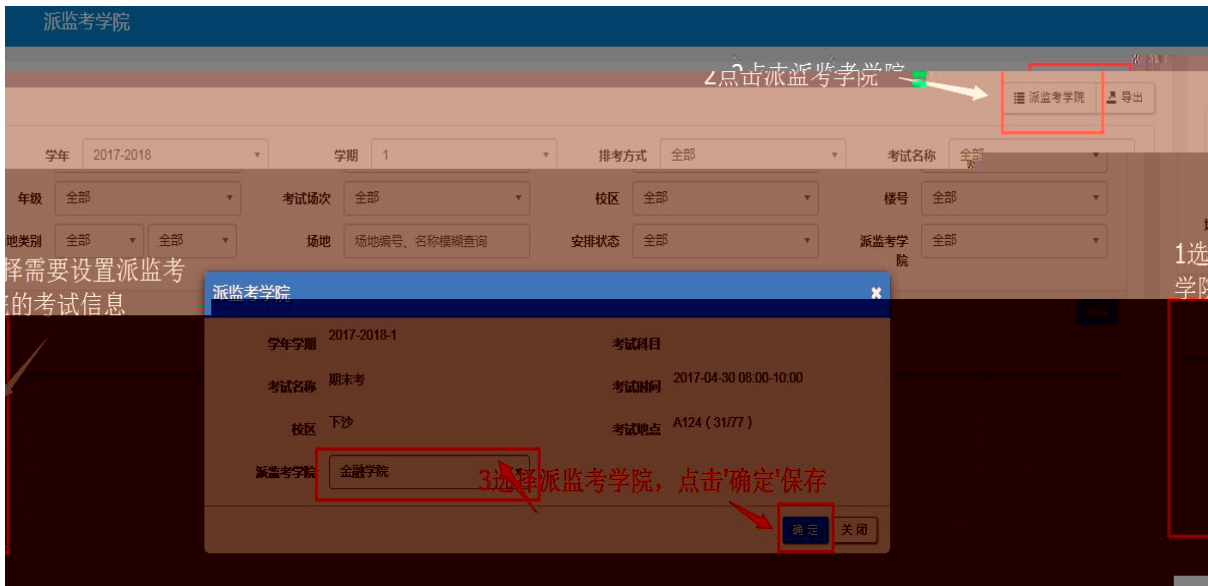 派监考学院
2点击派监考学院
派监考学院 导出
学年 2017-2018 学期 1 排考方式 全部 考试名称 全部
年级 全部 考试场次 全部 校区 全部 楼号 全部
地类别 全部 全部 场地 场地编号、名称模糊查询 安排状态 全部 派监考学院 全部
择需要设置派监考
的考试信息
1选
学院
派监考学院 ×
学年学期 2017-2018-1 考试科目
考试名称 期末考 考试时间 2017-04-30 08:00-10:00
校区 下沙 考试地点 A124 ( 31/77 )
派监考学院 金融学院
3选择派监考学院，点击'确定'保存
确 定 关 闭